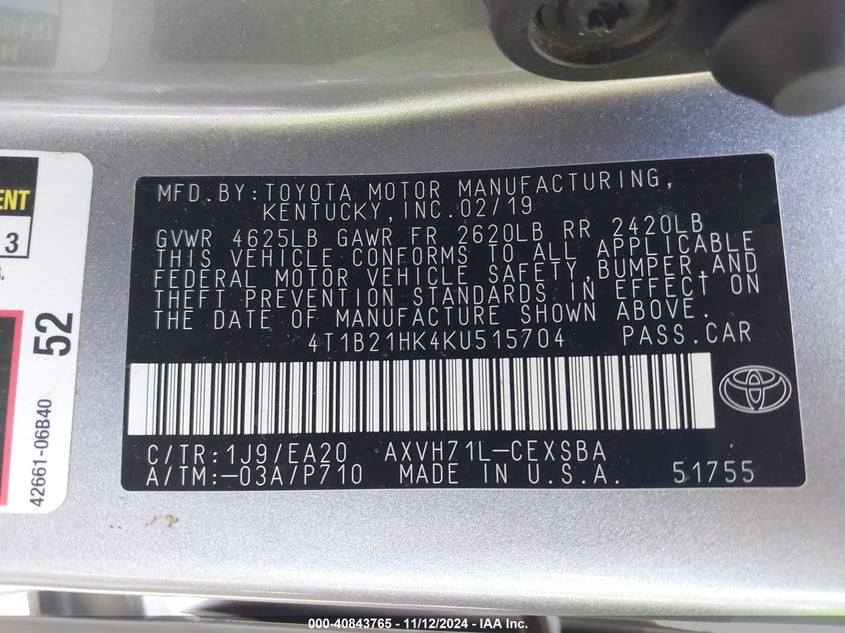 ENT
3
S.
52
42661-06B40
MFD.BY:TOYOTA MOTOR MANUFACTURING,
KENTUCKY,INC.02/19
GVWR 4625LB GAWR FR 2620LB RR 2420LB
THIS VEHICLE CONFORMS TO ALL APPLICABLE
FEDERAL MOTOR VEHICLE SAFETY,BUMPER,AND
THEFT PREVENTION STANDARDS IN EFFECT ON
THE DATE OF MANUFACTURE SHOWN ABOVE.
4T1B21HK4KU515704 PASS.CAR
C/TR:1J9/EA20 AXVH71L-CEXSBA
A/TM:-03A/P710 MADE IN U.S.A. 51755
000-40843765 - 11/12/2024 - IAA Inc.